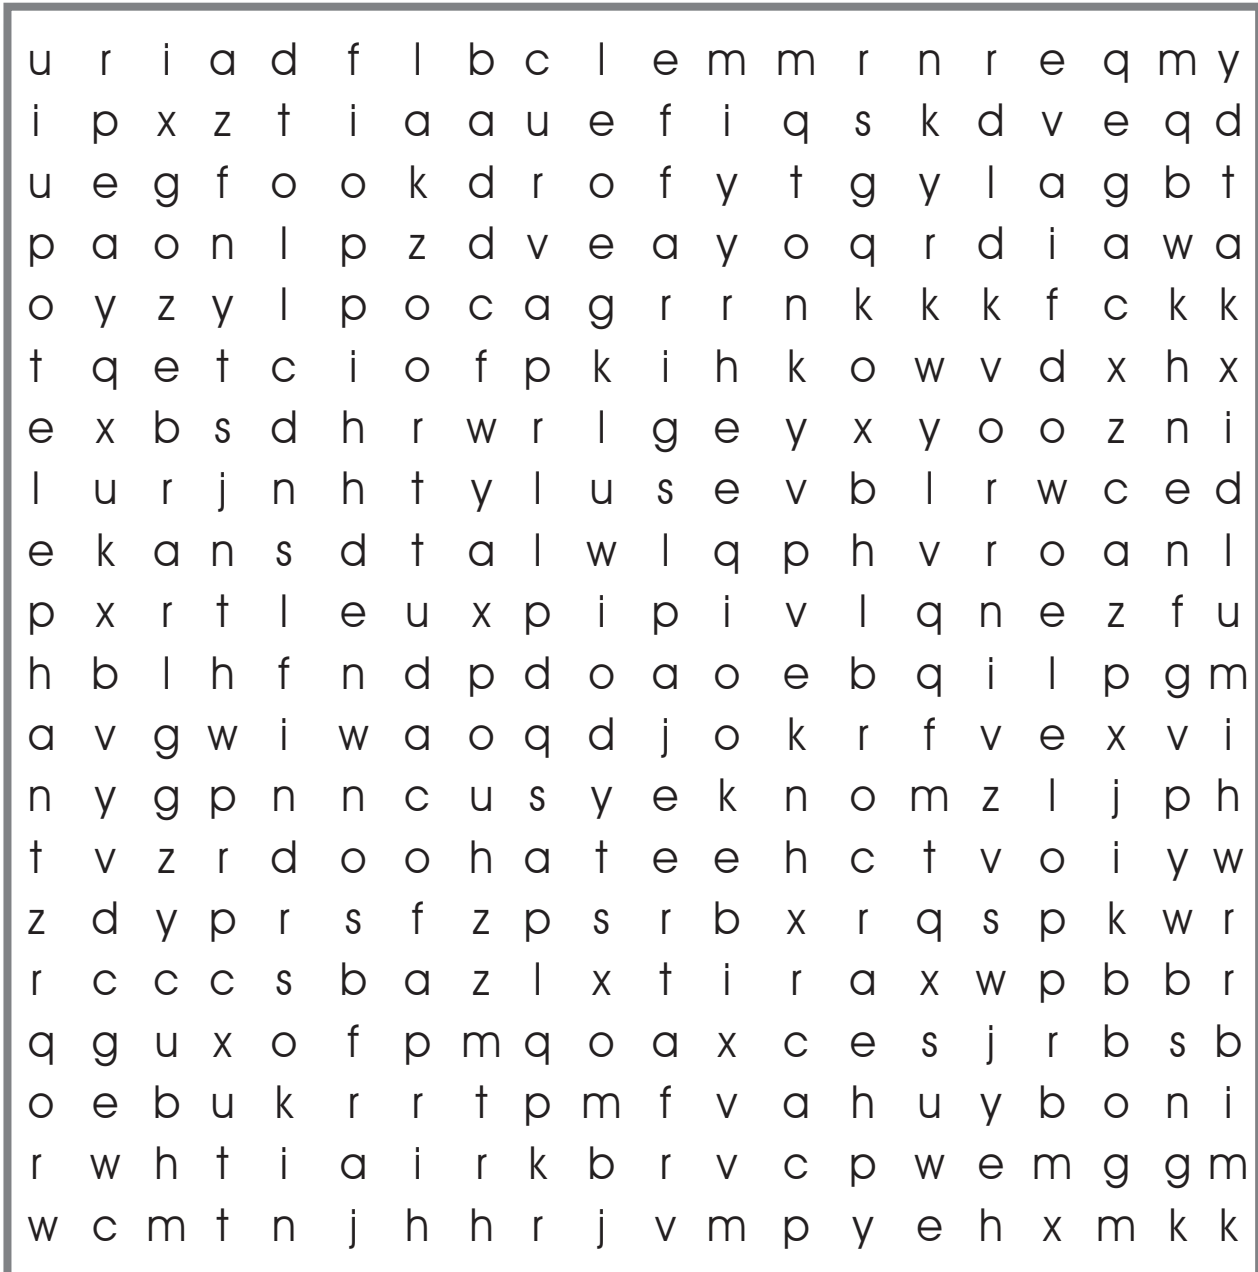 u r i a d f l b c l e m m r n r e q m y
i p x z t i a a u e f i q s k d v e q d
u e g f o o k d r o f y t g y l a g b t
p a o n l p z d v e a y o q r d i a w a
o y z y l p o c a g r r n k k k f c k k
t q e t c i o f p k i h k o w v d x h x
e x b s d h r w r l g e y x y o o z n i
l u r j n h t y l u s e v b l r w c e d
e k a n s d t a l w l q p h v r o a n l
p x r t l e u x p i p i v l q n e z f u
h b l h f n d p d o a o e b q i l p g m
a v g w i w a o q d j o k r f v e x v i
n y g p n n c u s y e k n o m z l j p h
t v z r d o o h a t e e h c t v o i y w
z d y p r s f z p s r b x r q s p k w r
r c c c s b a z l x t i r a x w p b b r
q g u x o f p m q o a x c e s j r b s b
o e b u k r r t p m f v a h u y b o n i
r w h t i a i r k b r v c p w e m g g m
w c m t n j h h r j v m p y e h x m k k